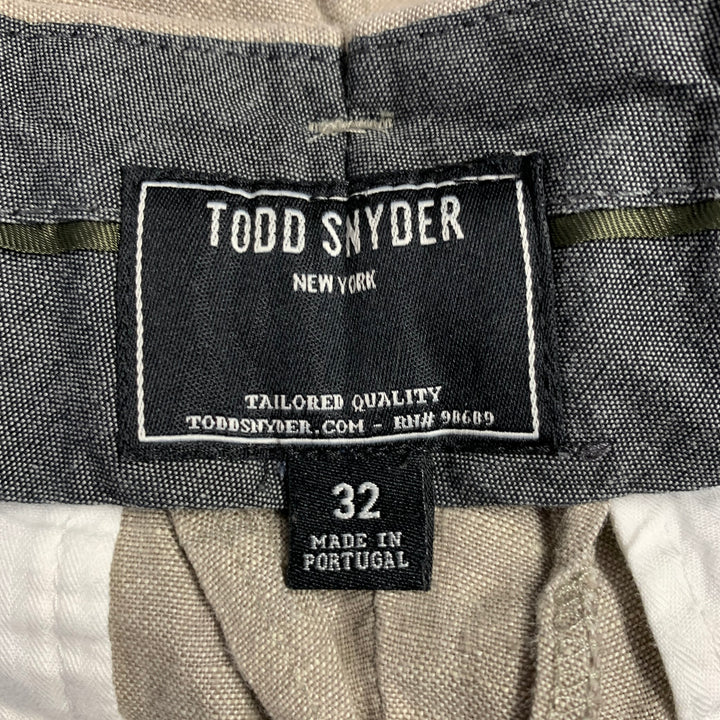 TODD SNYDER
NEW YORK
TAILORED QUALITY
TODDSNYDER.COM - RN# 98689
32
MADE IN
PORTUGAL